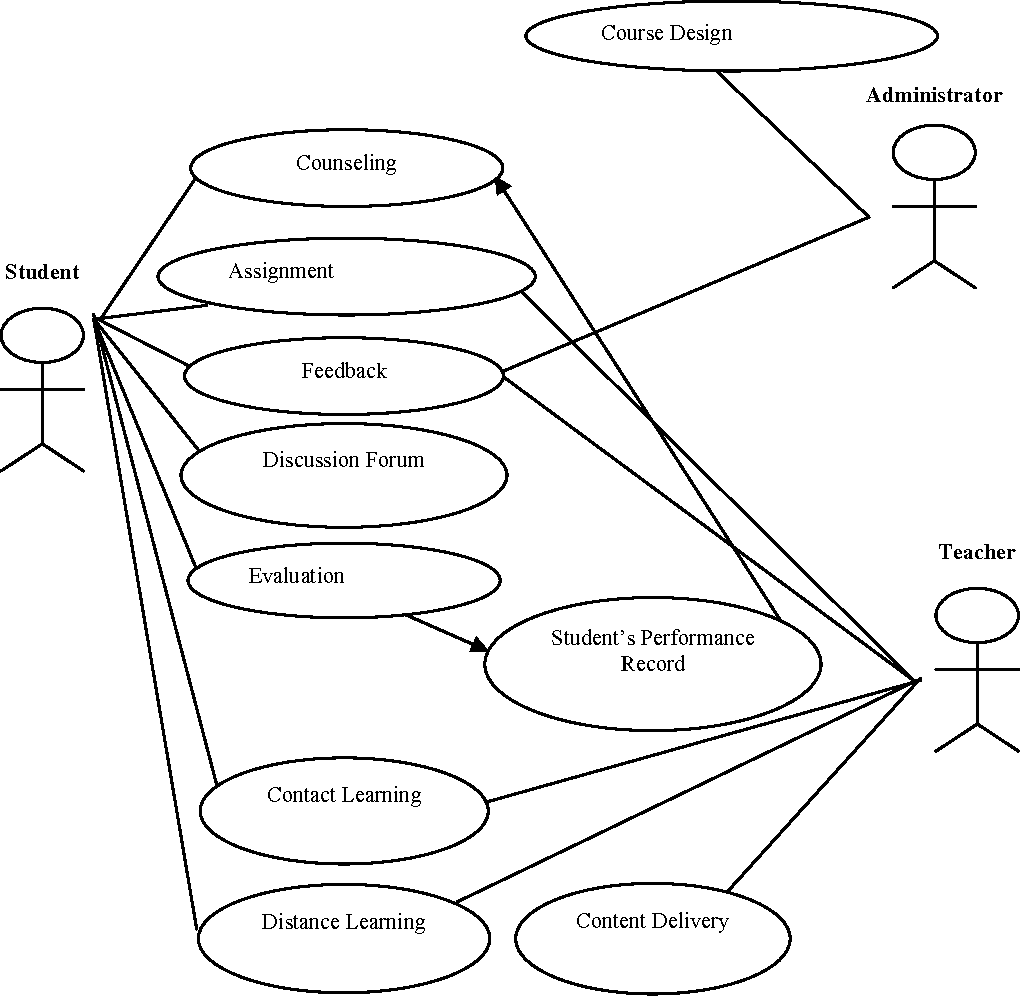 Course Design
Administrator
Counseling
Student
Assignment
Feedback
Discussion Forum
Teacher
Evaluation
Student's Performance
Record
Contact Learning
Distance Learning
Content Delivery